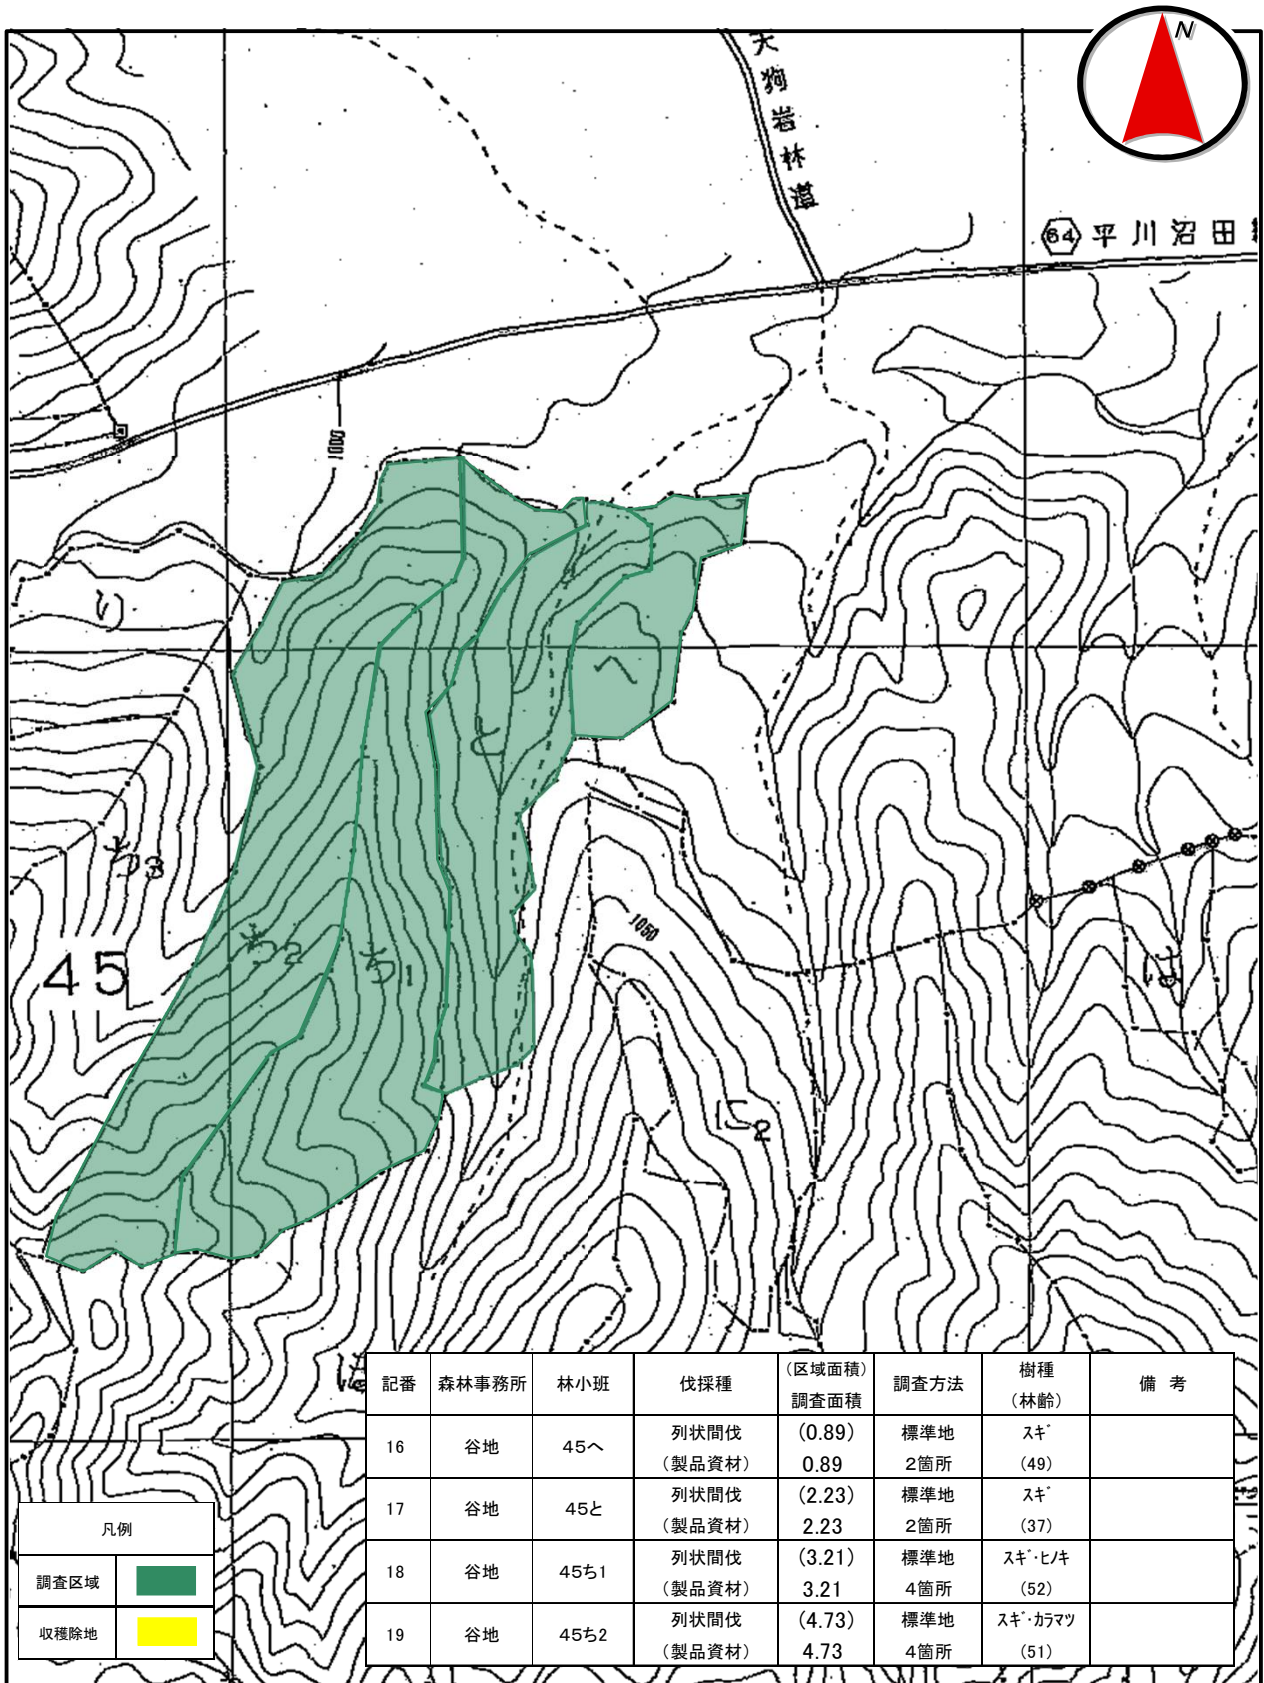 N
天狗岩林道
64 平川沼田
1000
り
へ
と
ち3
ち2
ち1
45
1050
は
に2
記番 森林事務所 林小班 伐採種 (区域面積) 調査方法 樹種 備考
調査面積 (林齢)
16 谷地 45へ 列状間伐 (0.89) 標準地 スギ
(製品資材) 0.89 2箇所 (49)
17 谷地 45と 列状間伐 (2.23) 標準地 スギ
(製品資材) 2.23 2箇所 (37)
18 谷地 45ち1 列状間伐 (3.21) 標準地 スギ・ヒノキ
(製品資材) 3.21 4箇所 (52)
19 谷地 45ち2 列状間伐 (4.73) 標準地 スギ・カラマツ
(製品資材) 4.73 4箇所 (51)
凡例
調査区域
収穫除地